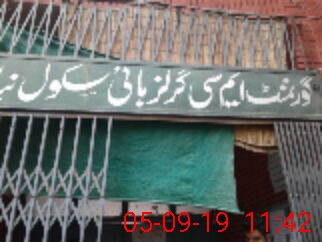 گورنمنٹ ایم سی گرلز ہائی سکول
05-09-19 11:42